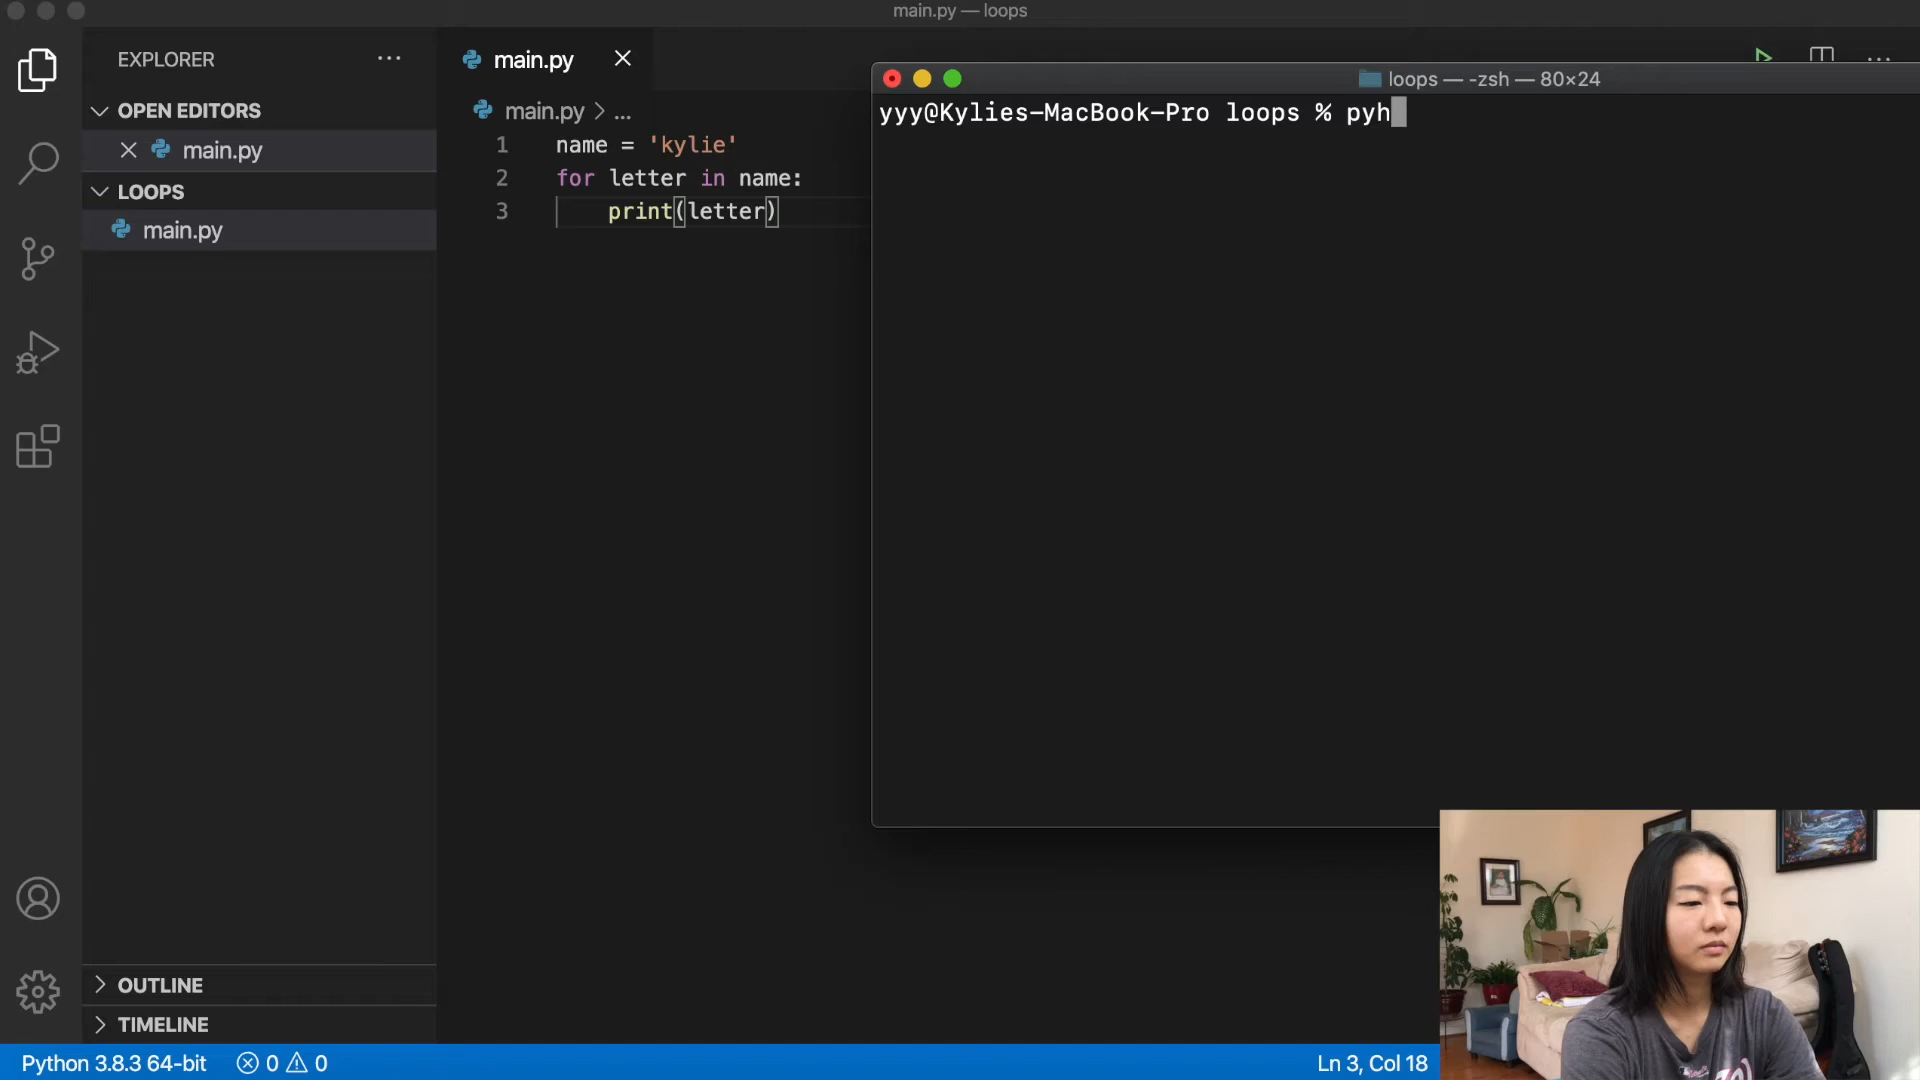 main.py — loops
EXPLORER ...
OPEN EDITORS
main.py
LOOPS
main.py
OUTLINE
TIMELINE
main.py
main.py > ...
1 name = 'kylie'
2 for letter in name:
3 print(letter)
loops — -zsh — 80×24
yyy@Kylies-MacBook-Pro loops % pyh
Python 3.8.3 64-bit 0 0 Ln 3, Col 18